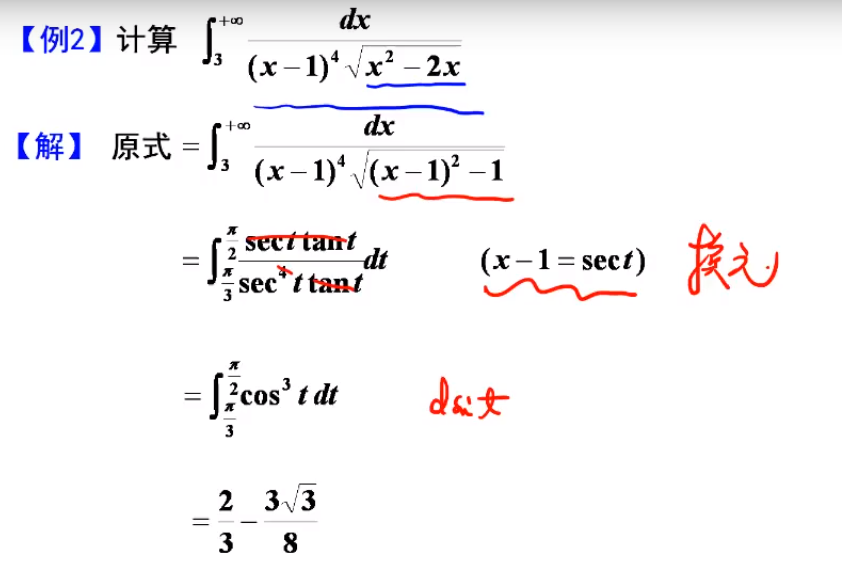 【例2】计算 $\int_{3}^{+\infty} \frac{dx}{(x-1)^4 \sqrt{x^2-2x}}$
【解】 原式 $= \int_{3}^{+\infty} \frac{dx}{(x-1)^4 \sqrt{(x-1)^2-1}}$
$= \int_{\frac{\pi}{3}}^{\frac{\pi}{2}} \frac{\sec t \tan t}{\sec^4 t \tan t} dt$ $(x-1=\sec t)$ 换元
$= \int_{\frac{\pi}{3}}^{\frac{\pi}{2}} \cos^3 t \, dt$ dsint
$= \frac{2}{3} - \frac{3\sqrt{3}}{8}$